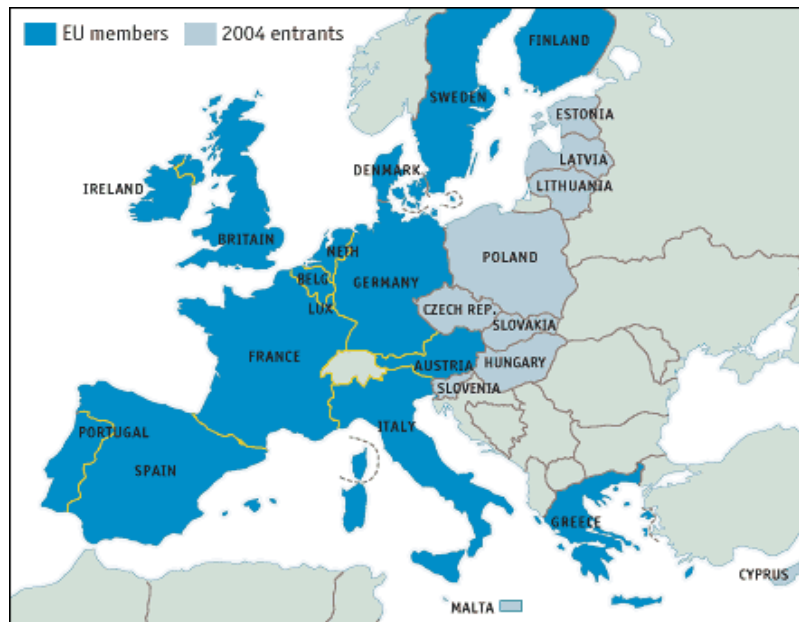 EU members
2004 entrants
FINLAND
SWEDEN
ESTONIA
LATVIA
LITHUANIA
DENMARK
IRELAND
BRITAIN
NETH
BELG
LUX
GERMANY
POLAND
CZECH REP.
SLOVAKIA
FRANCE
AUSTRIA
HUNGARY
SLOVENIA
PORTUGAL
SPAIN
ITALY
GREECE
CYPRUS
MALTA